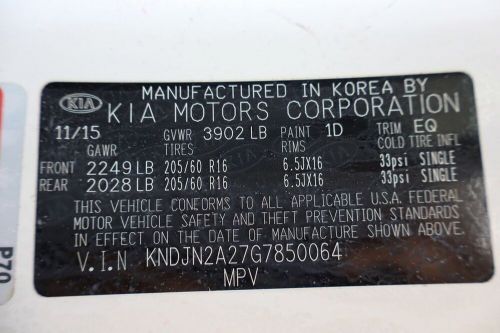 MANUFACTURED IN KOREA BY
KIA KIA MOTORS CORPORATION
11/15 GVWR 3902 LB PAINT 1D TRIM EQ
GAWR TIRES RIMS COLD TIRE INFL
FRONT 2249 LB 205/60 R16 6.5JX16 33psi SINGLE
REAR 2028 LB 205/60 R16 6.5JX16 33psi SINGLE
THIS VEHICLE CONFORMS TO ALL APPLICABLE U.S.A. FEDERAL
MOTOR VEHICLE SAFETY AND THEFT PREVENTION STANDARDS
IN EFFECT ON THE DATE OF MANUFACTURE SHOWN ABOVE.
V.I.N KNDJN2A27G7850064
MPV
P70